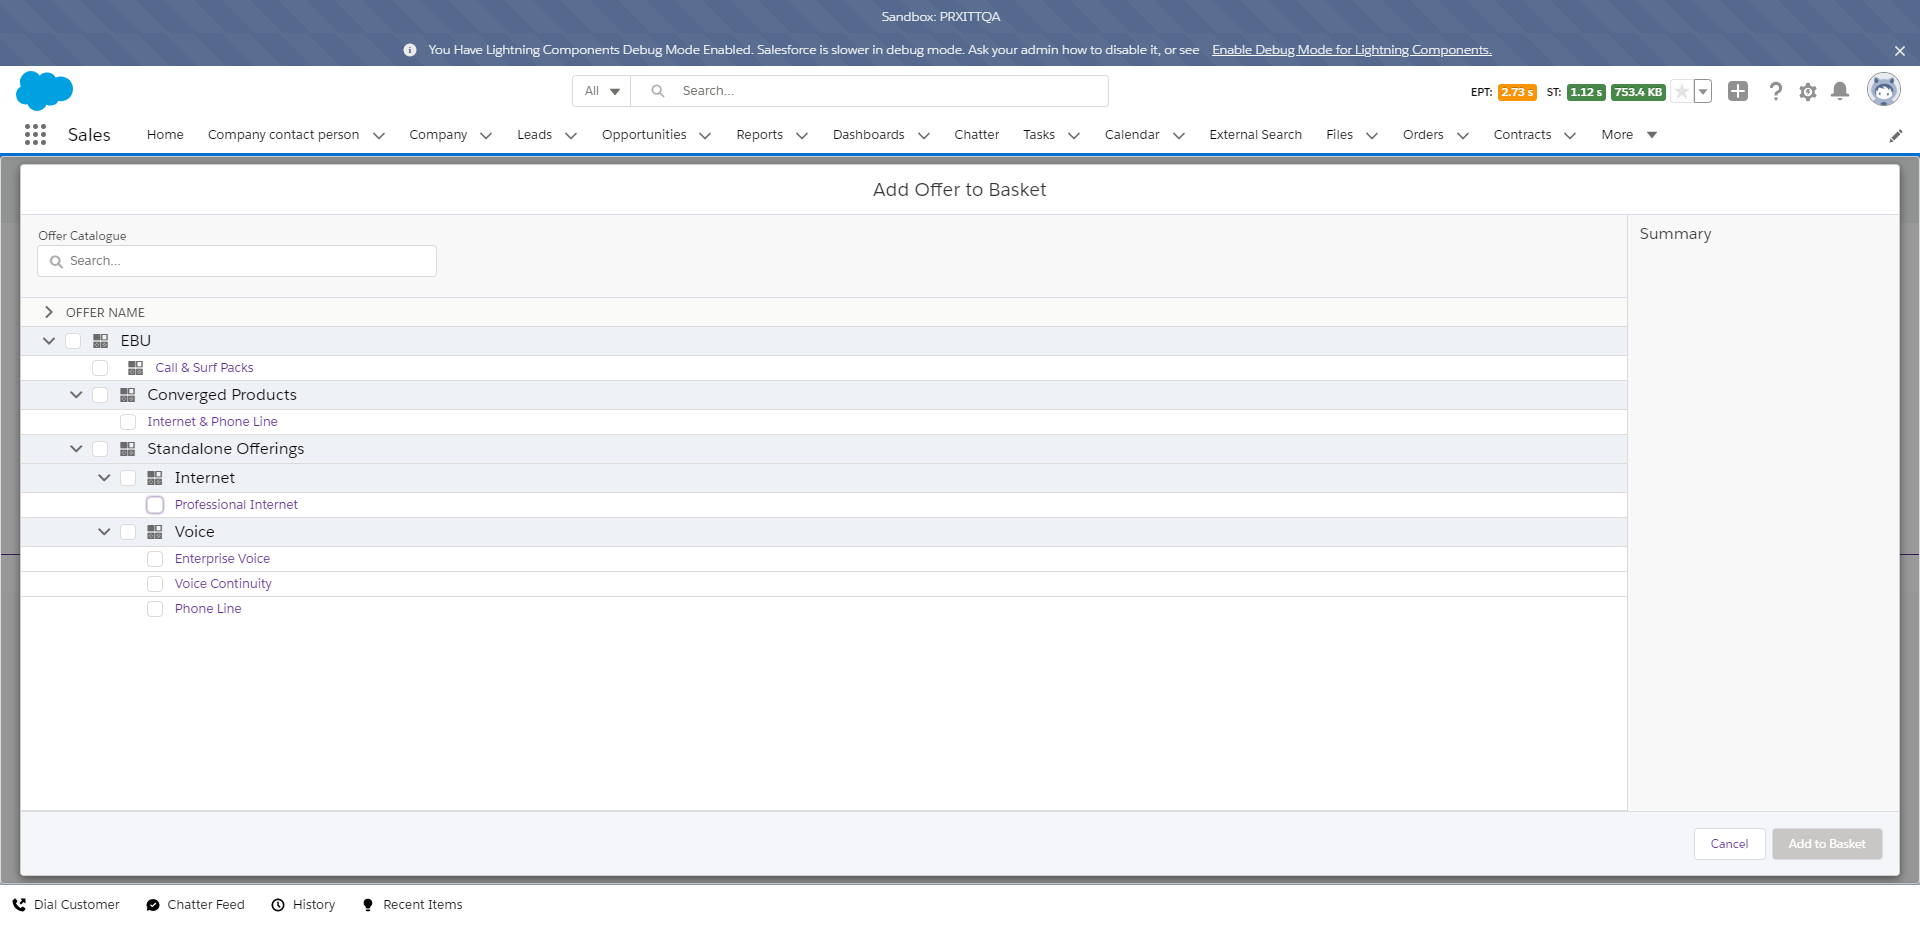 Sandbox: PRXITTQA
You Have Lightning Components Debug Mode Enabled. Salesforce is slower in debug mode. Ask your admin how to disable it, or see Enable Debug Mode for Lightning Components.
All Search... EPT: 2.73 s ST: 1.12 s 753.4 KB
Sales Home Company contact person Company Leads Opportunities Reports Dashboards Chatter Tasks Calendar External Search Files Orders Contracts More
Add Offer to Basket
Offer Catalogue
Search...
Summary
OFFER NAME
EBU
Call & Surf Packs
Converged Products
Internet & Phone Line
Standalone Offerings
Internet
Professional Internet
Voice
Enterprise Voice
Voice Continuity
Phone Line
Cancel Add to Basket
Dial Customer Chatter Feed History Recent Items